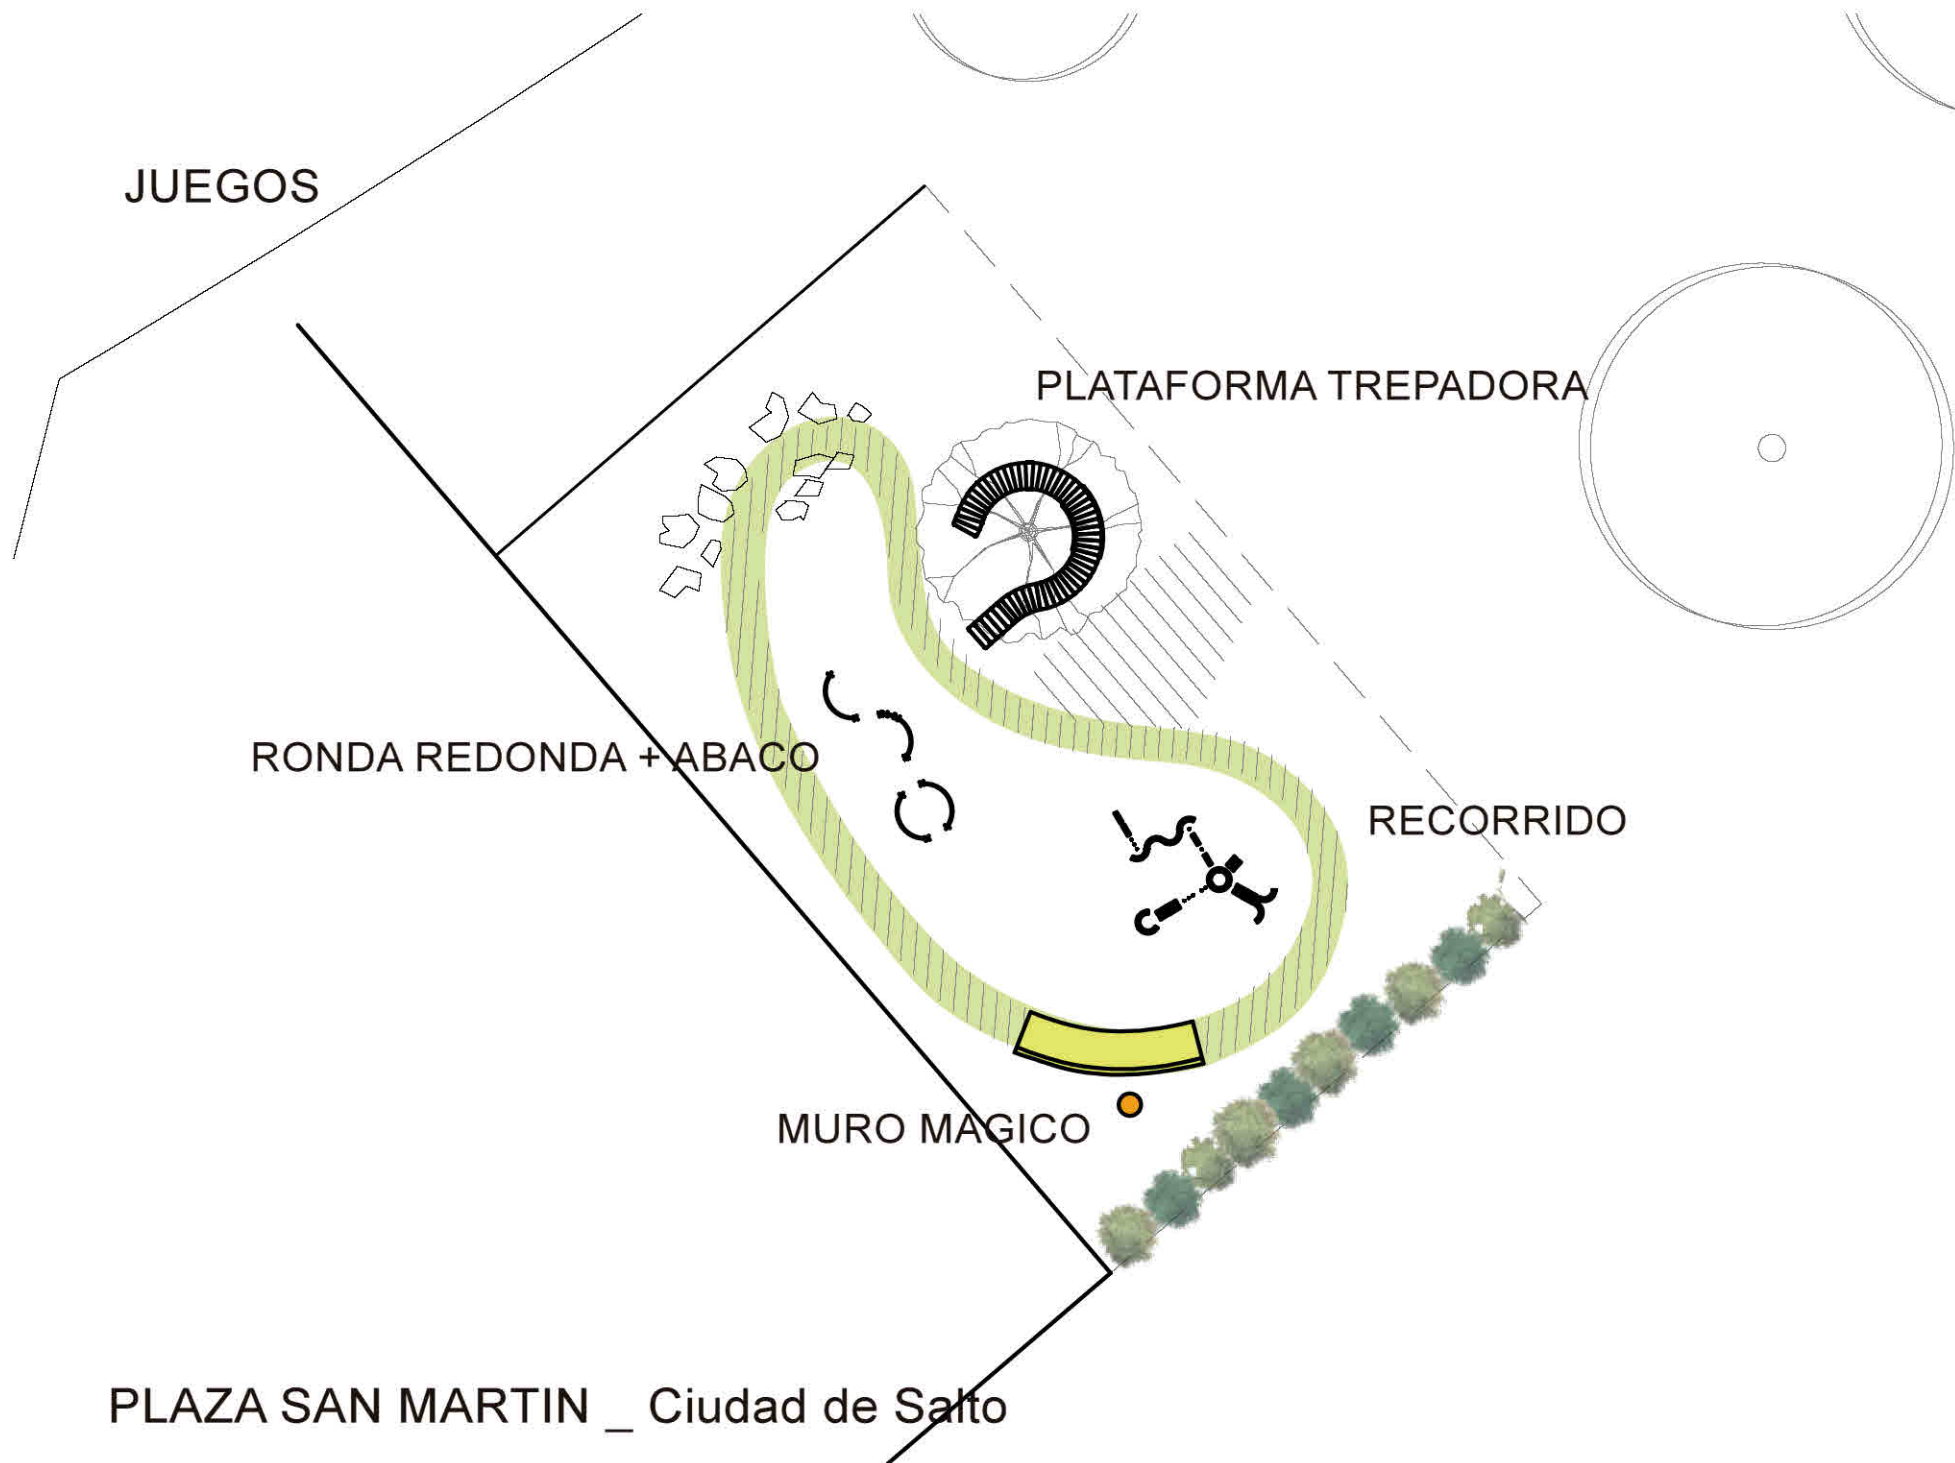 JUEGOS
PLATAFORMA TREPADORA
RONDA REDONDA + ABACO
RECORRIDO
MURO MAGICO
PLAZA SAN MARTIN _ Ciudad de Salto